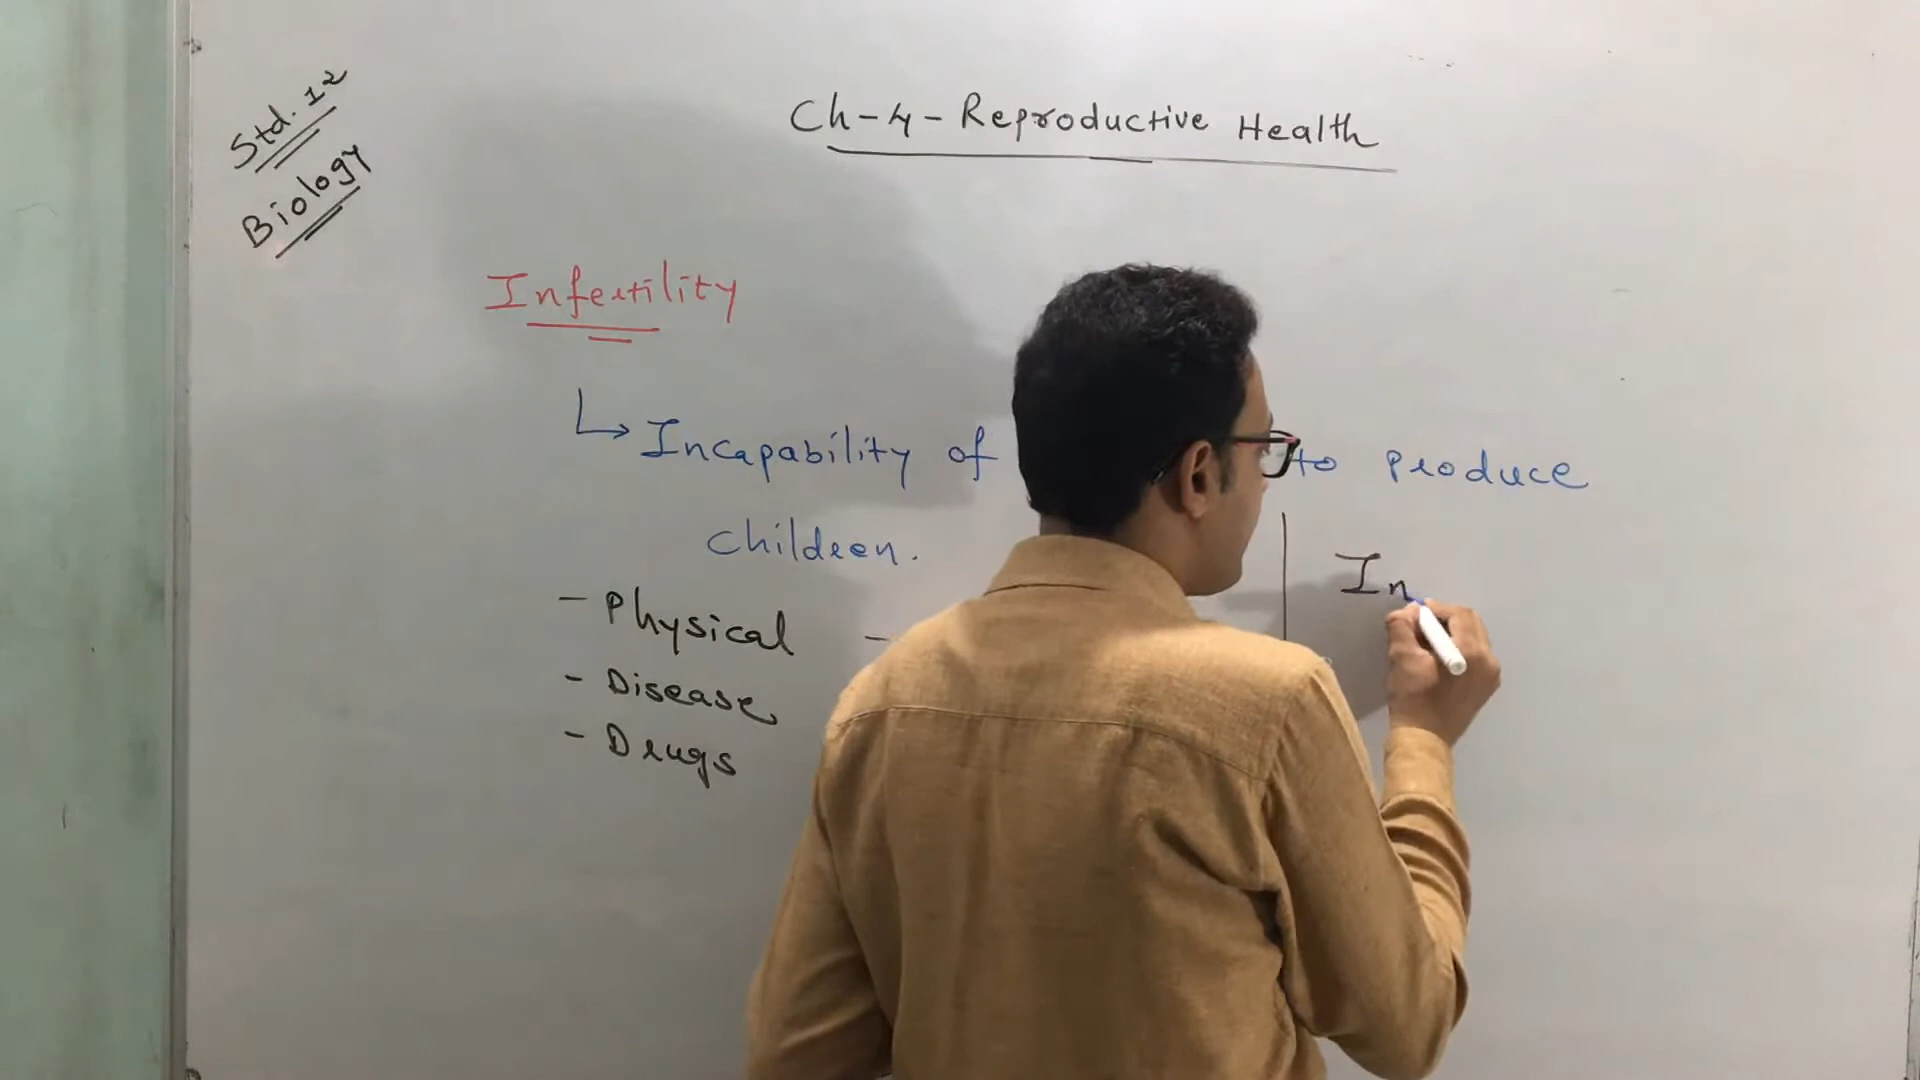 Std. 12
Biology
Ch-4-Reproductive Health
Infertility
Incapability of to produce
children.
- Physical -
- Disease
- Drugs
In